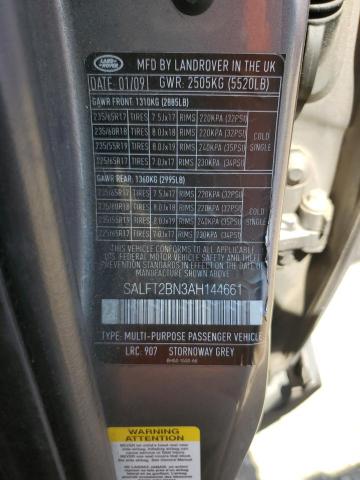 LAND ROVER
MFD BY LANDROVER IN THE UK
DATE: 01/09 GWR: 2505KG (5520LB)
GAWR FRONT: 1310KG (2885LB)
235/65R17 TIRES 7.5Jx17 RIMS 220KPA (32PSI)
235/60R18 TIRES 8.0Jx18 RIMS 220KPA (32PSI) COLD
235/55R19 TIRES 8.0Jx19 RIMS 240KPA (35PSI) SINGLE
225/65R17 TIRES 7.0Jx17 RIMS 230KPA (34PSI)
GAWR REAR: 1360KG (2995LB)
235/65R17 TIRES 7.5Jx17 RIMS 220KPA (32PSI)
235/60R18 TIRES 8.0Jx18 RIMS 220KPA (32PSI) COLD
235/55R19 TIRES 8.0Jx19 RIMS 240KPA (35PSI) SINGLE
225/65R17 TIRES 7.0Jx17 RIMS 230KPA (34PSI)
THIS VEHICLE CONFORMS TO ALL APPLICABLE
FEDERAL MOTOR VEHICLE SAFETY AND THEFT
PREVENTION STANDARDS IN EFFECT ON THE DATE
OF MANUFACTURE SHOWN ABOVE
SALFT2BN3AH144661
TYPE: MULTI-PURPOSE PASSENGER VEHICLE
LRC: 907 STORNOWAY GREY
WARNING/AVERTISSEMENT